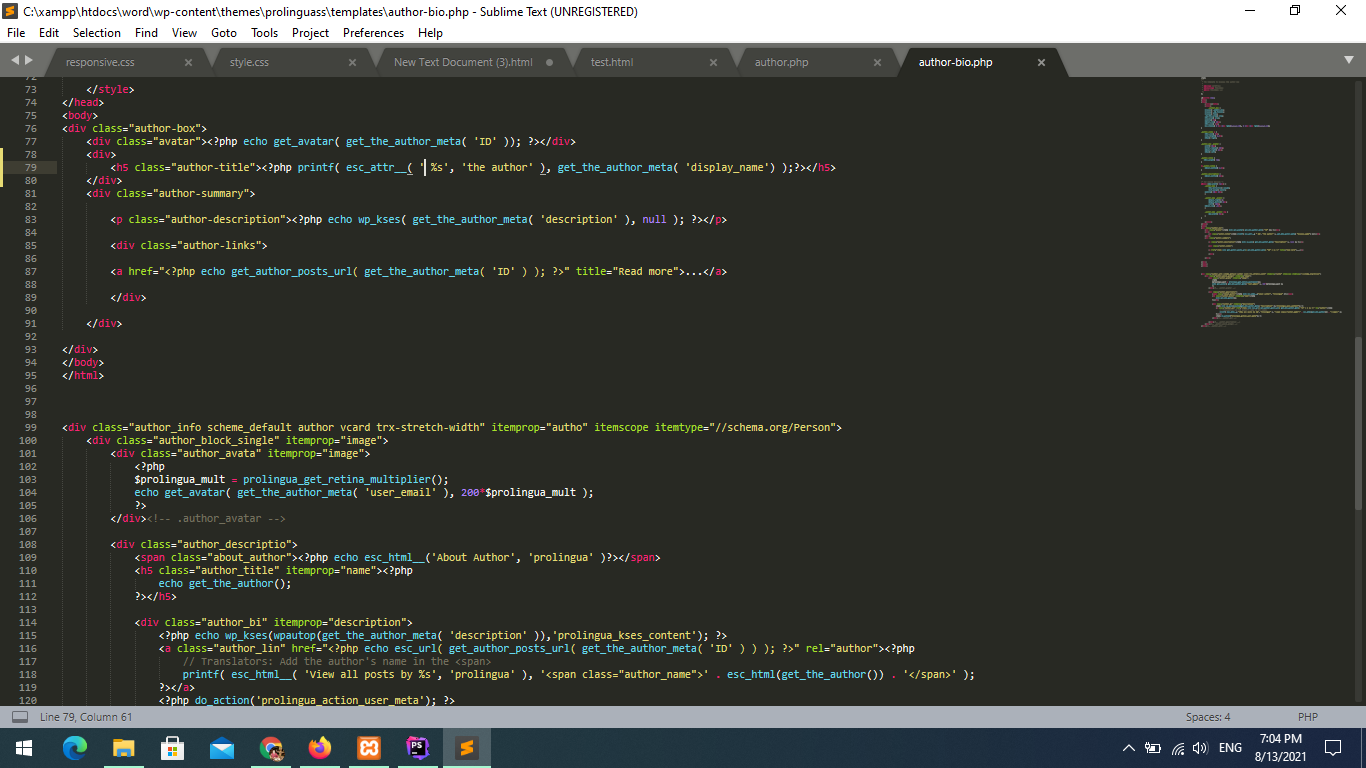 C:\xampp\htdocs\word\wp-content\themes\prolinguass\templates\author-bio.php - Sublime Text (UNREGISTERED)
File Edit Selection Find View Goto Tools Project Preferences Help
responsive.css style.css New Text Document (3).html test.html author.php author-bio.php
72
73 </style>
74 </head>
75 <body>
76 <div class="author-box">
77 <div class="avatar"><?php echo get_avatar( get_the_author_meta( 'ID' )); ?></div>
78 <div>
79 <h5 class="author-title"><?php printf( esc_attr__( ' %s', 'the author' ), get_the_author_meta( 'display_name') );?></h5>
80 </div>
81 <div class="author-summary">
82
83 <p class="author-description"><?php echo wp_kses( get_the_author_meta( 'description' ), null ); ?></p>
84
85 <div class="author-links">
86
87 <a href="<?php echo get_author_posts_url( get_the_author_meta( 'ID' ) ); ?>" title="Read more">...</a>
88
89 </div>
90
91 </div>
92
93 </div>
94 </body>
95 </html>
96
97
98
99 <div class="author_info scheme_default author vcard trx-stretch-width" itemprop="autho" itemscope itemtype="//schema.org/Person">
100 <div class="author_block_single" itemprop="image">
101 <div class="author_avata" itemprop="image">
102 <?php
103 $prolingua_mult = prolingua_get_retina_multiplier();
104 echo get_avatar( get_the_author_meta( 'user_email' ), 200*$prolingua_mult );
105 ?>
106 </div><!-- .author_avatar -->
107
108 <div class="author_descriptio">
109 <span class="about_author"><?php echo esc_html__('About Author', 'prolingua' )?></span>
110 <h5 class="author_title" itemprop="name"><?php
111 echo get_the_author();
112 ?></h5>
113
114 <div class="author_bi" itemprop="description">
115 <?php echo wp_kses(wpautop(get_the_author_meta( 'description' )),'prolingua_kses_content'); ?>
116 <a class="author_lin" href="<?php echo esc_url( get_author_posts_url( get_the_author_meta( 'ID' ) ) ); ?>" rel="author"><?php
117 // Translators: Add the author's name in the <span>
118 printf( esc_html__( 'View all posts by %s', 'prolingua' ), '<span class="author_name">' . esc_html(get_the_author()) . '</span>' );
119 ?></a>
120 <?php do_action('prolingua_action_user_meta'); ?>
Line 79, Column 61 Spaces: 4 PHP
PS ENG 7:04 PM
8/13/2021